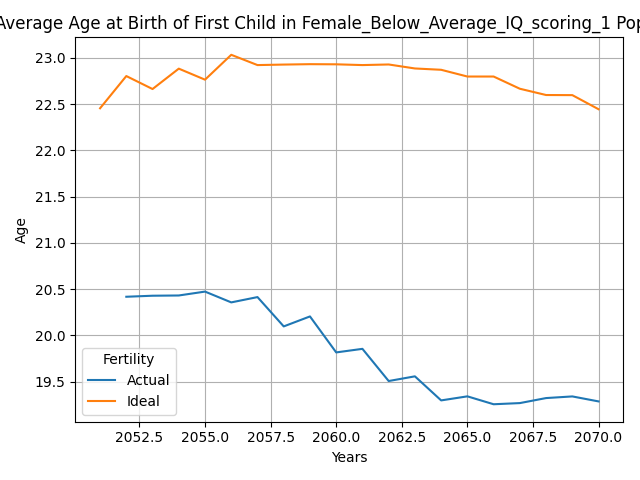 Average Age at Birth of First Child in Female_Below_Average_IQ_scoring_1 Pop
23.0
22.5
22.0
21.5
21.0
20.5
20.0
19.5
Age
Fertility
Actual
Ideal
2052.5 2055.0 2057.5 2060.0 2062.5 2065.0 2067.5 2070.0
Years